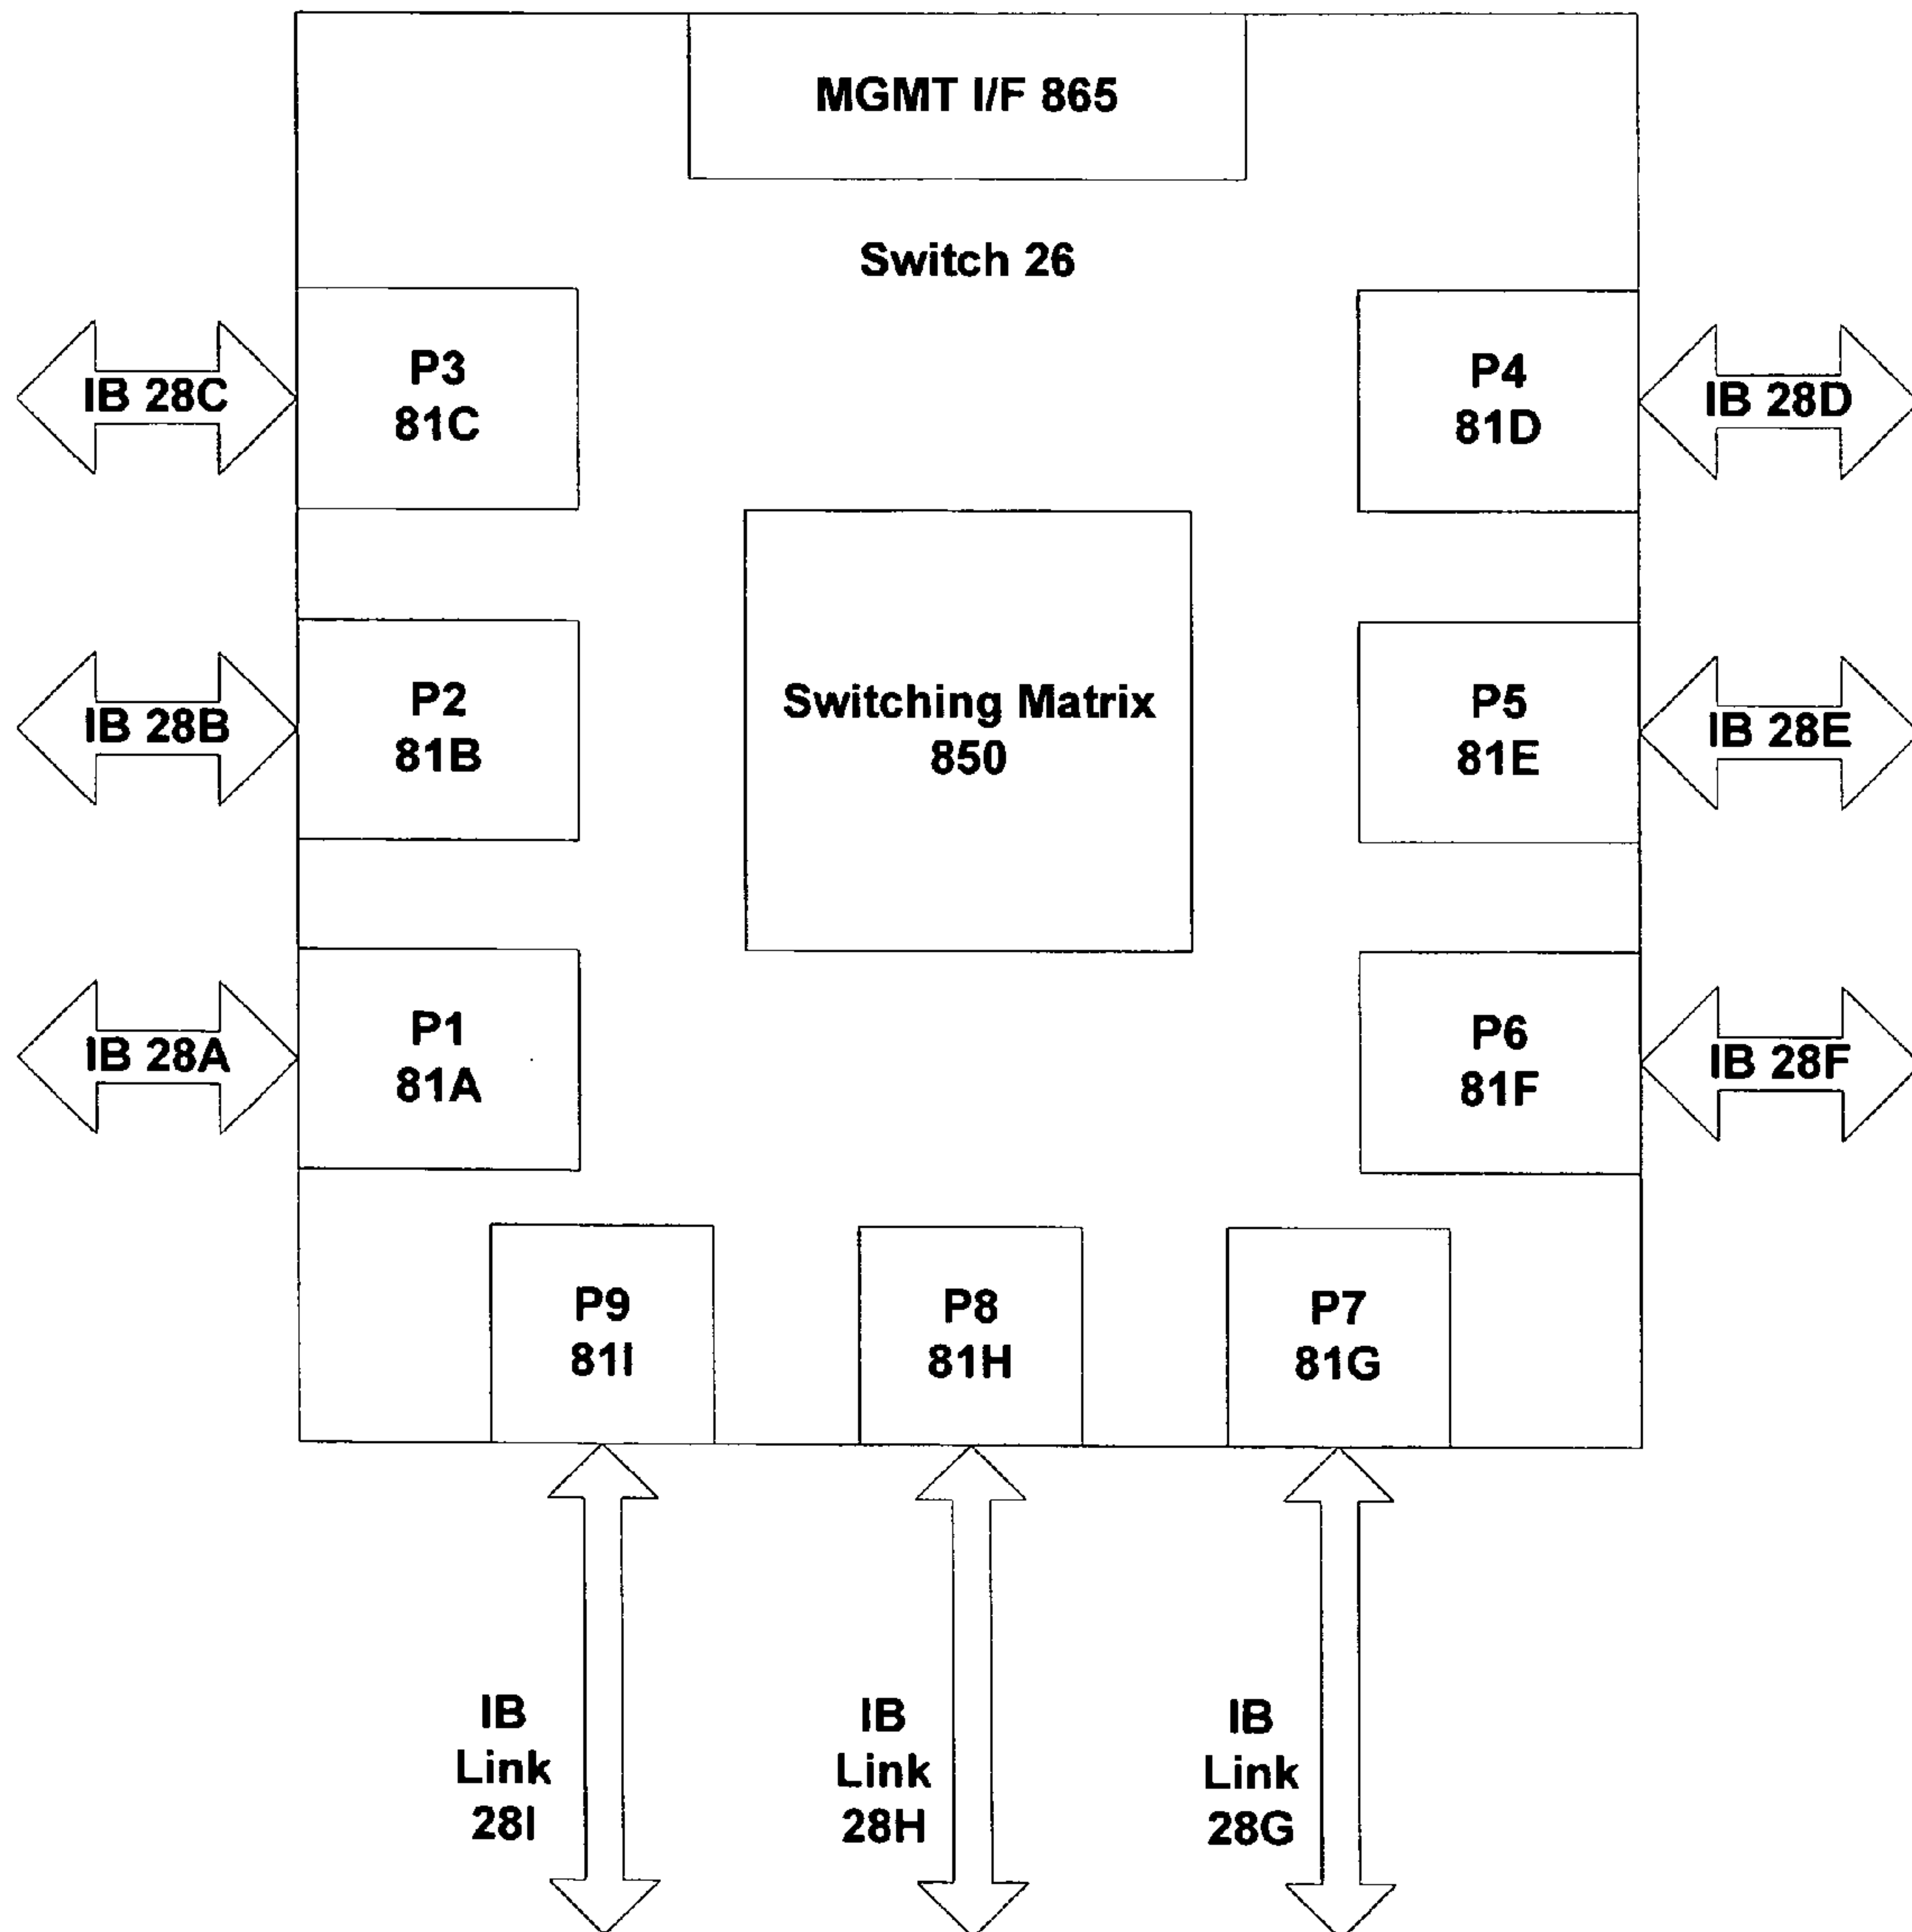 MGMT I/F 865
Switch 26
IB 28C
P3
81C
P4
81D
IB 28D
IB 28B
P2
81B
Switching Matrix
850
P5
81E
IB 28E
IB 28A
P1
81A
P6
81F
IB 28F
P9
81I
P8
81H
P7
81G
IB
Link
28I
IB
Link
28H
IB
Link
28G